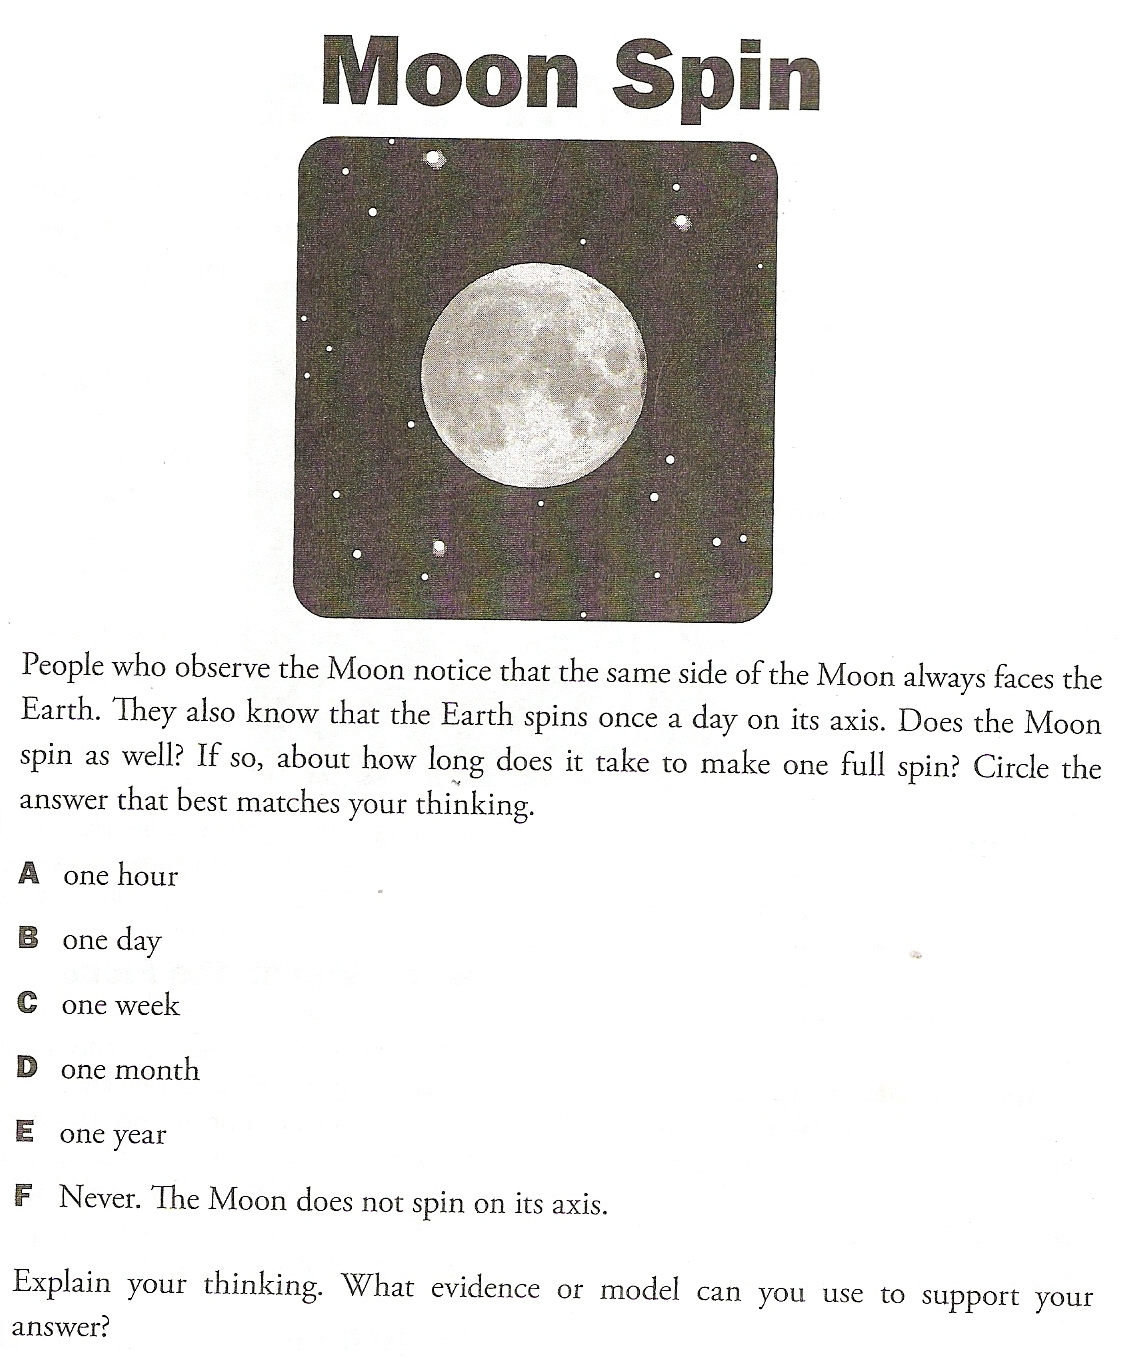 Moon Spin
People who observe the Moon notice that the same side of the Moon always faces the
Earth. They also know that the Earth spins once a day on its axis. Does the Moon
spin as well? If so, about how long does it take to make one full spin? Circle the
answer that best matches your thinking.
A one hour
B one day
C one week
D one month
E one year
F Never. The Moon does not spin on its axis.
Explain your thinking. What evidence or model can you use to support your
answer?